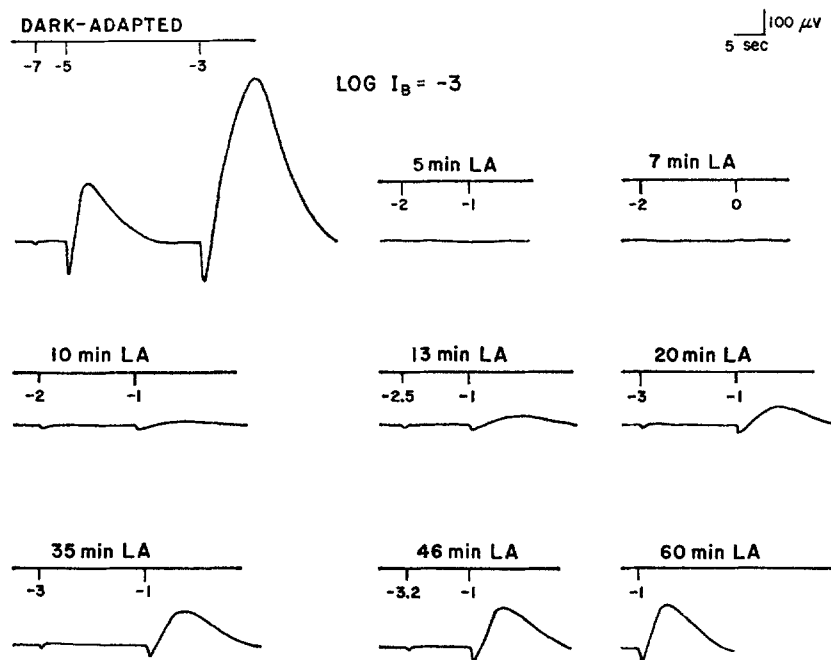 DARK-ADAPTED
100 μV
5 sec
-7 -5 -3
LOG I_B = -3
5 min LA
-2 -1
7 min LA
-2 0
10 min LA
-2 -1
13 min LA
-2.5 -1
20 min LA
-3 -1
35 min LA
-3 -1
46 min LA
-3.2 -1
60 min LA
-1